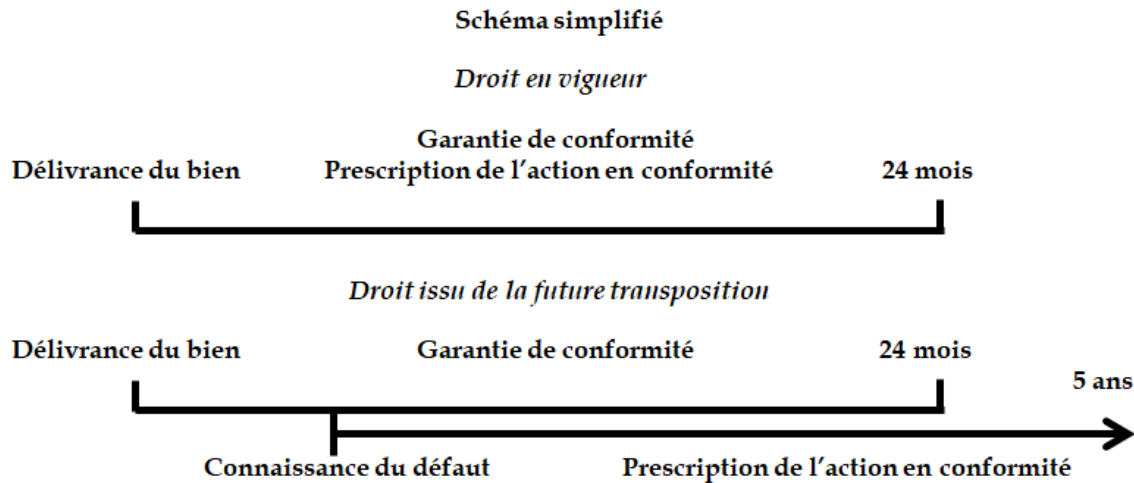 Schéma simplifié
Droit en vigueur
Garantie de conformité
Délivrance du bien Prescription de l'action en conformité 24 mois
Droit issu de la future transposition
Délivrance du bien Garantie de conformité 24 mois
5 ans
Connaissance du défaut Prescription de l'action en conformité